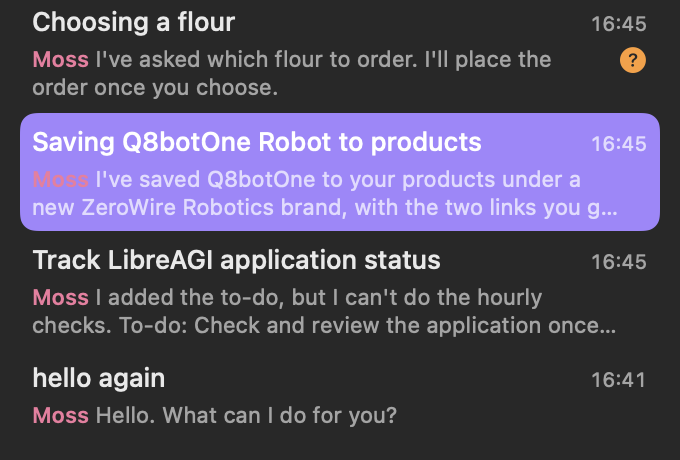 Choosing a flour 16:45
Moss I've asked which flour to order. I'll place the ?
order once you choose.
Saving Q8botOne Robot to products 16:45
Moss I've saved Q8botOne to your products under a
new ZeroWire Robotics brand, with the two links you g...
Track LibreAGI application status 16:45
Moss I added the to-do, but I can't do the hourly
checks. To-do: Check and review the application once...
hello again 16:41
Moss Hello. What can I do for you?